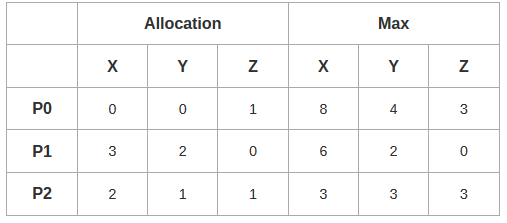 Allocation Max
X Y Z X Y Z
P0 0 0 1 8 4 3
P1 3 2 0 6 2 0
P2 2 1 1 3 3 3